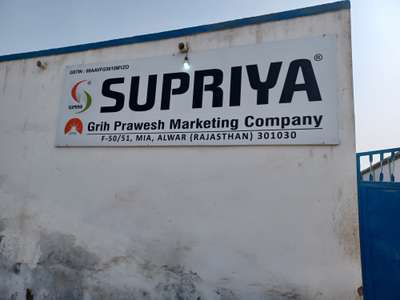 SUPRIYA®
Grih Prawesh Marketing Company
F-50/51, MIA, ALWAR (RAJASTHAN) 301030